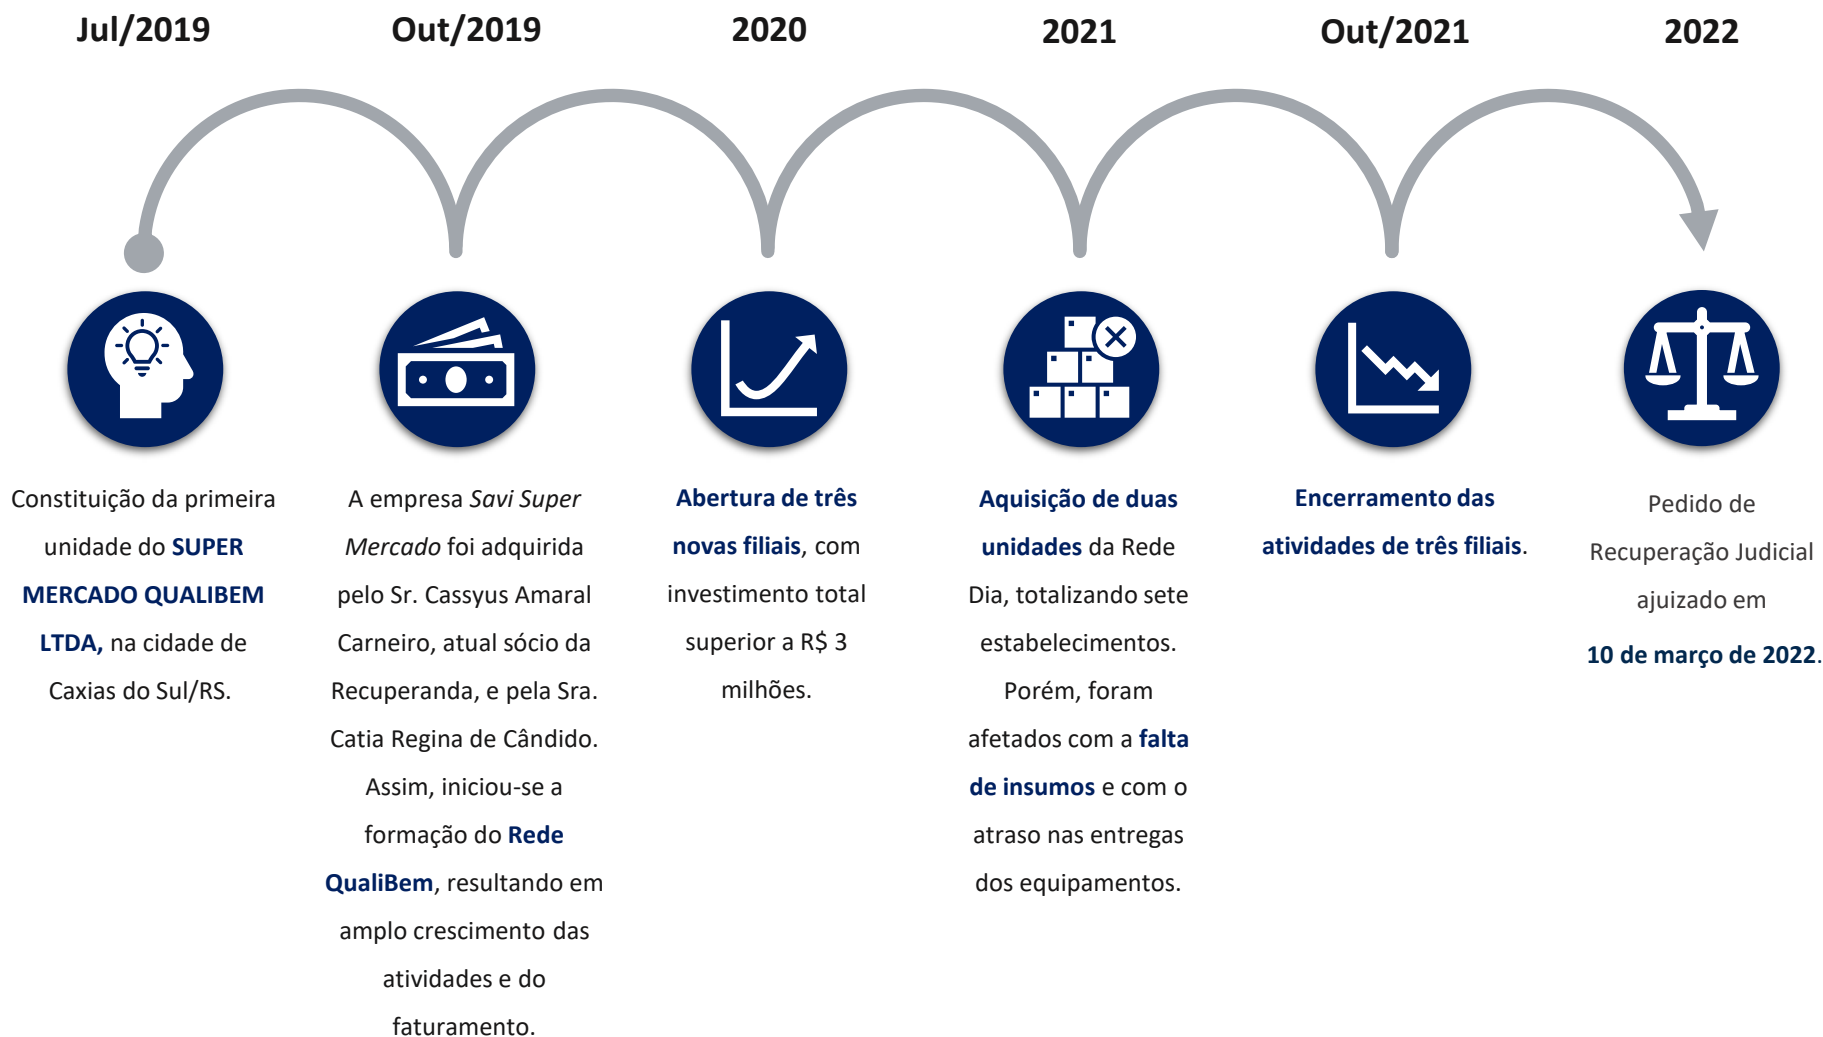 Jul/2019
Constituição da primeira
unidade do SUPER
MERCADO QUALIBEM
LTDA, na cidade de
Caxias do Sul/RS.
Out/2019
A empresa Savi Super
Mercado foi adquirida
pelo Sr. Cassyus Amaral
Carneiro, atual sócio da
Recuperanda, e pela Sra.
Catia Regina de Cândido.
Assim, iniciou-se a
formação do Rede
QualiBem, resultando em
amplo crescimento das
atividades e do
faturamento.
2020
Abertura de três
novas filiais, com
investimento total
superior a R$ 3
milhões.
2021
Aquisição de duas
unidades da Rede
Dia, totalizando sete
estabelecimentos.
Porém, foram
afetados com a falta
de insumos e com o
atraso nas entregas
dos equipamentos.
Out/2021
Encerramento das
atividades de três filiais.
2022
Pedido de
Recuperação Judicial
ajuizado em
10 de março de 2022.